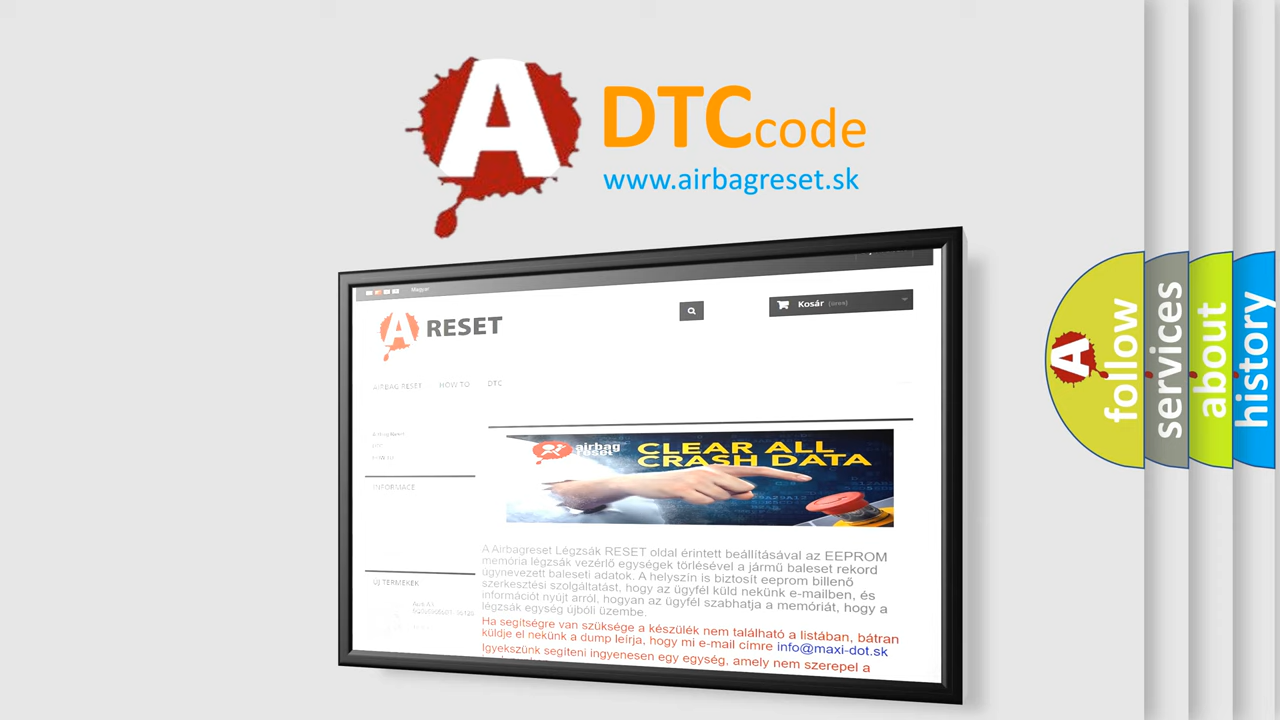 A
DTC code
www.airbagreset.sk
Magyar
A RESET
Kosár (üres)
AIRBAG RESET HOW TO DTC
INFORMACE
ÚJ TERMÉKEK
airbag
reset
CLEAR ALL
CRASH DATA
A Airbagreset Légzsák RESET oldal érintett beállításával az EEPROM
memória légzsák vezérlő egységek törlésével a jármű baleset rekord
úgynevezett baleseti adatok. A helyszín is biztosít eeprom billenő
szerkesztési szolgáltatást, hogy az ügyfél küld nekünk e-mailben, és
információt nyújt arról, hogyan az ügyfél szabhatja a memóriát, hogy a
légzsák egység újbóli üzembe.
Ha segítségre van szüksége a készülék nem található a listában, bátran
küldje el nekünk a dump leírja, hogy mi e-mail címre info@maxi-dot.sk
Igyekszünk segíteni ingyenesen egy egység, amely nem szerepel a
A
follow
services
about
history